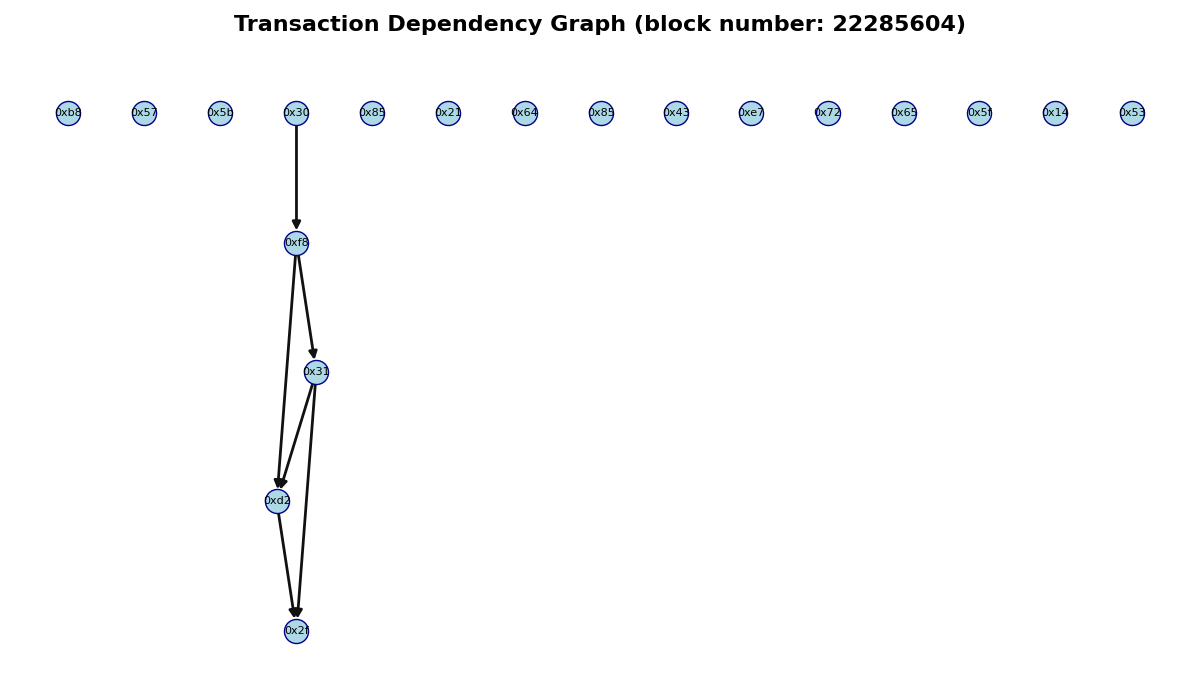 Transaction Dependency Graph (block number: 22285604)
0xb8 0x57 0x5b 0x30 0x85 0x21 0x64 0x85 0x43 0xe7 0x72 0x65 0x5f 0x14 0x53
0xf8
0x31
0xd2
0x2f